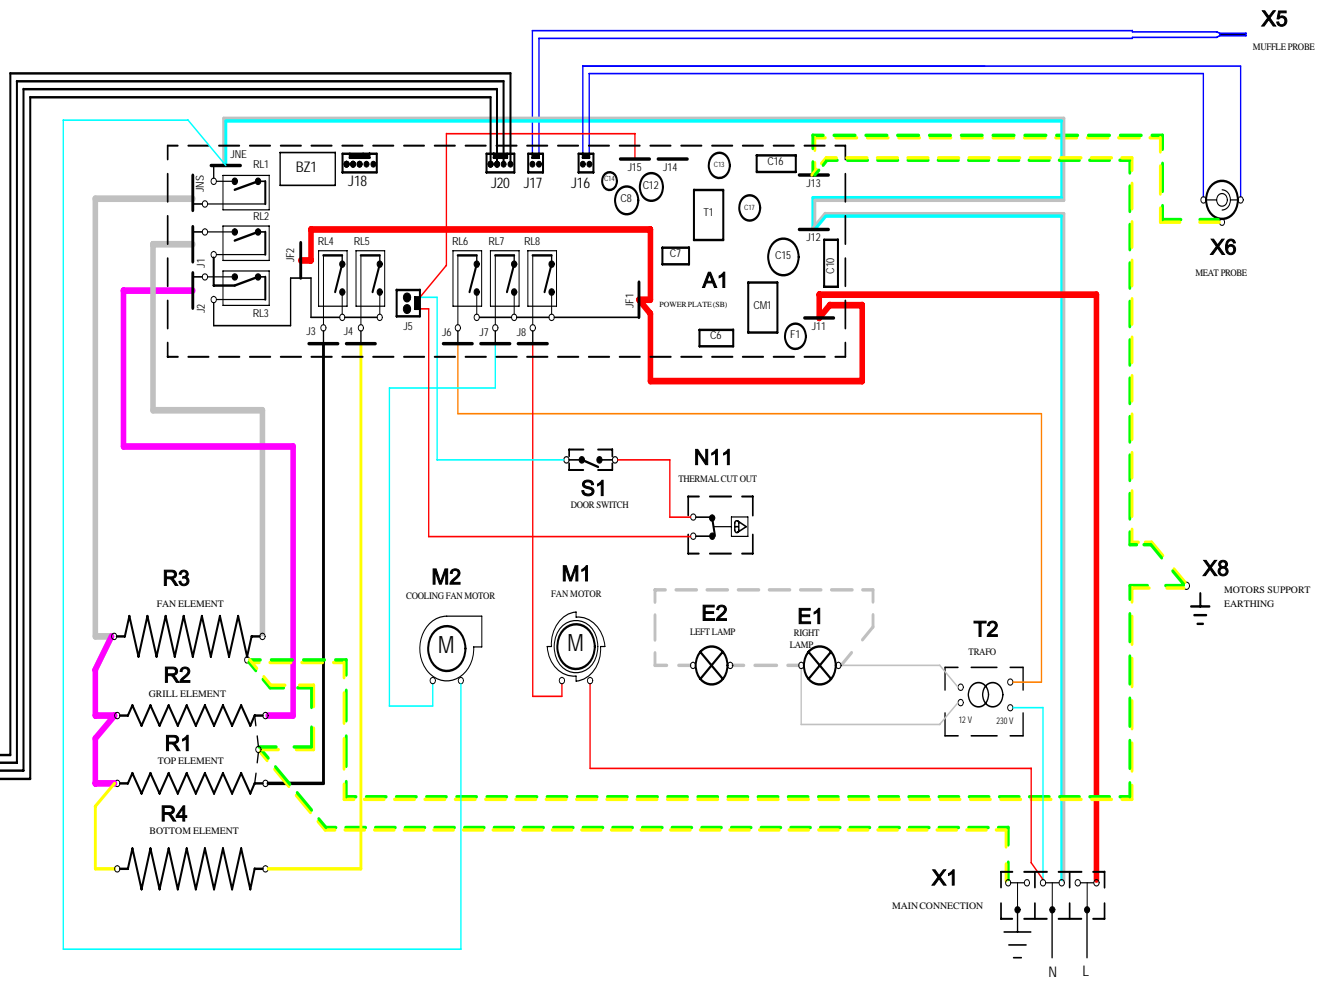 X5
MUFFLE PROBE
JNE
RL1
BZ1
J18
J20
J17
J16
J15
J14
C13
C16
J13
JNS
C14
C8
C12
T1
C17
RL2
X6
MEAT PROBE
J1
JF2
RL4
RL5
RL6
RL7
RL8
C7
C15
J12
C10
A1
POWER PLATE (SB)
J2
RL3
J5
JF1
CM1
J11
J3
J4
J6
J7
J8
C6
F1
S1
DOOR SWITCH
N11
THERMAL CUT OUT
R3
FAN ELEMENT
M2
COOLING FAN MOTOR
M
M1
FAN MOTOR
M
E2
LEFT LAMP
E1
RIGHT
LAMP
X8
MOTORS SUPPORT
EARTHING
T2
TRAFO
12 V
230 V
R2
GRILL ELEMENT
R1
TOP ELEMENT
R4
BOTTOM ELEMENT
X1
MAIN CONNECTION
N
L